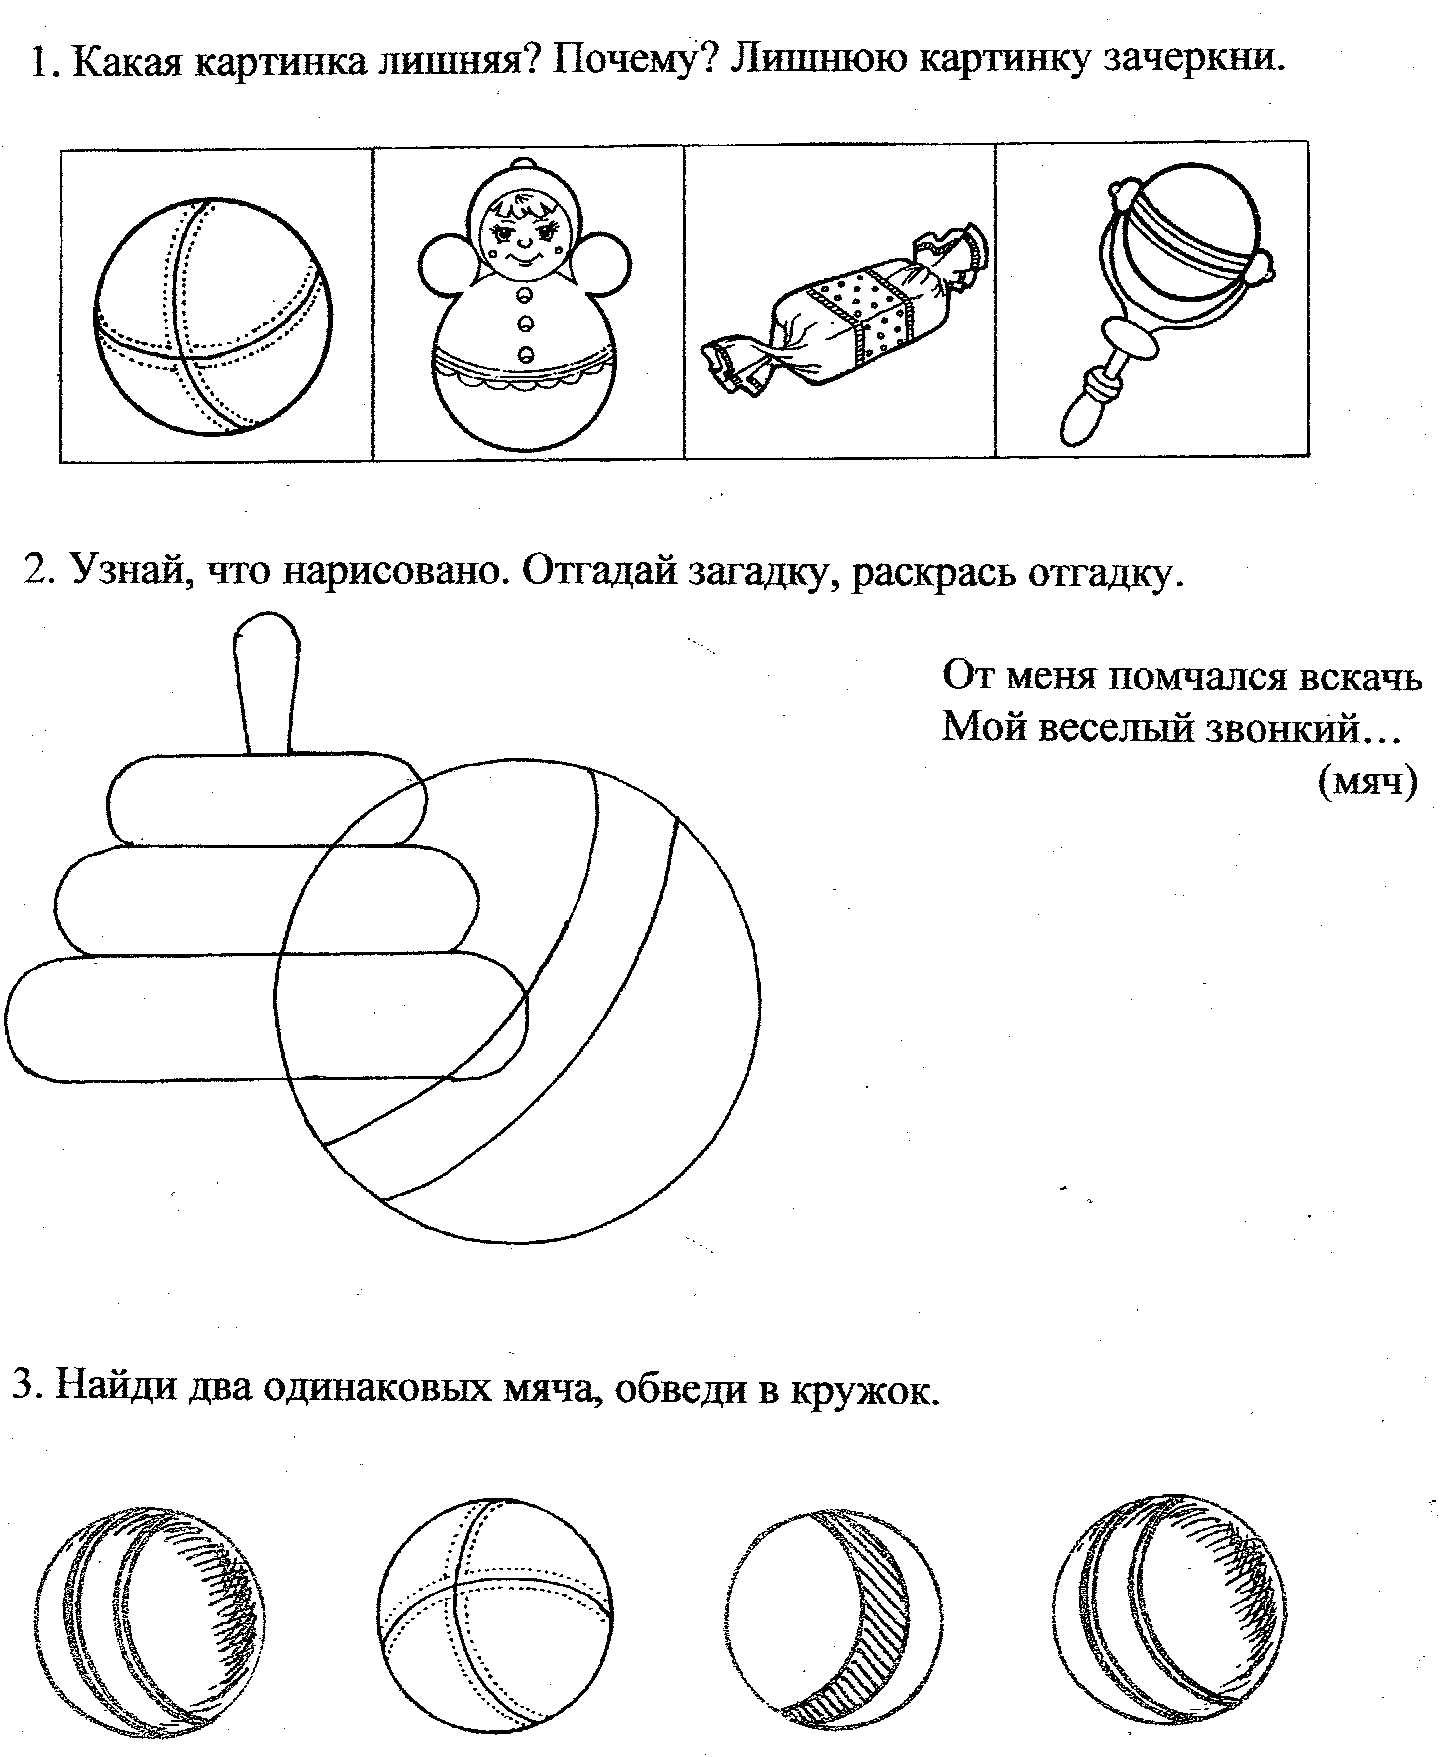 1. Какая картинка лишняя? Почему? Лишнюю картинку зачеркни.
2. Узнай, что нарисовано. Отгадай загадку, раскрась отгадку.
От меня помчался вскачь
Мой веселый звонкий...
(мяч)
3. Найди два одинаковых мяча, обведи в кружок.